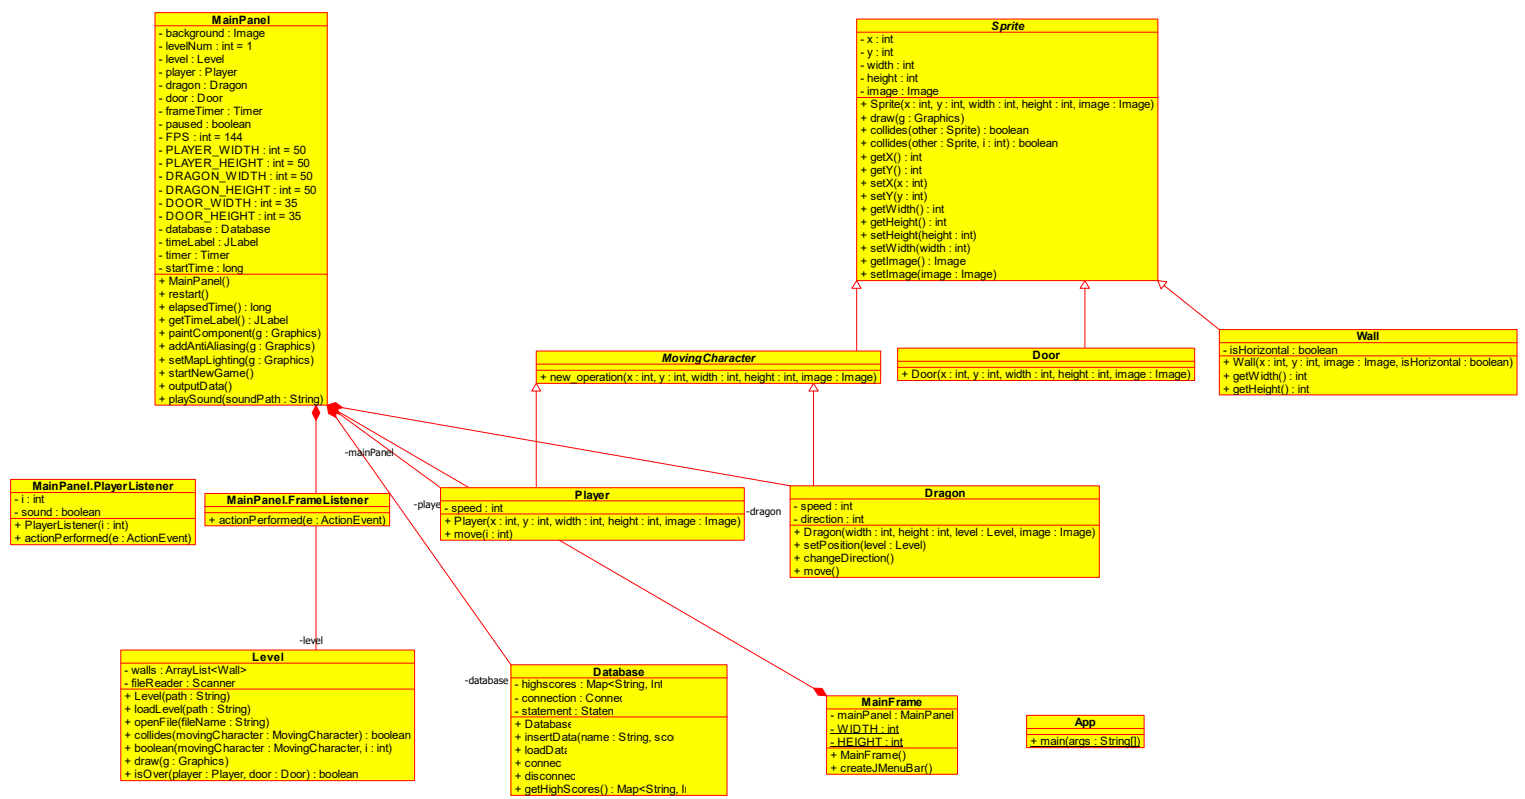 MainPanel
- background : Image
- levelNum : int = 1
- level : Level
- player : Player
- dragon : Dragon
- door : Door
- frameTimer : Timer
- paused : boolean
- FPS : int = 144
- PLAYER_WIDTH : int = 50
- PLAYER_HEIGHT : int = 50
- DRAGON_WIDTH : int = 50
- DRAGON_HEIGHT : int = 50
- DOOR_WIDTH : int = 35
- DOOR_HEIGHT : int = 35
- database : Database
- timeLabel : JLabel
- timer : Timer
- startTime : long
+ MainPanel()
+ restart()
+ elapsedTime() : long
+ getTimeLabel() : JLabel
+ paintComponent(g : Graphics)
+ addAntiAliasing(g : Graphics)
+ setMapLighting(g : Graphics)
+ startNewGame()
+ outputData()
+ playSound(soundPath : String)
Sprite
- x : int
- y : int
- width : int
- height : int
- image : Image
+ Sprite(x : int, y : int, width : int, height : int, image : Image)
+ draw(g : Graphics)
+ collides(other : Sprite) : boolean
+ collides(other : Sprite, i : int) : boolean
+ getX() : int
+ getY() : int
+ setX(x : int)
+ setY(y : int)
+ getWidth() : int
+ getHeight() : int
+ setHeight(height : int)
+ setWidth(width : int)
+ getImage() : Image
+ setImage(image : Image)
MovingCharacter
+ new_operation(x : int, y : int, width : int, height : int, image : Image)
Door
+ Door(x : int, y : int, width : int, height : int, image : Image)
Wall
- isHorizontal : boolean
+ Wall(x : int, y : int, image : Image, isHorizontal : boolean)
+ getWidth() : int
+ getHeight() : int
-mainPanel
MainPanel.PlayerListener
- i : int
- sound : boolean
+ PlayerListener(i : int)
+ actionPerformed(e : ActionEvent)
MainPanel.FrameListener
+ actionPerformed(e : ActionEvent)
-playe
Player
- speed : int
+ Player(x : int, y : int, width : int, height : int, image : Image)
+ move(i : int)
-dragon
Dragon
- speed : int
- direction : int
+ Dragon(width : int, height : int, level : Level, image : Image)
+ setPosition(level : Level)
+ changeDirection()
+ move()
-level
Level
- walls : ArrayList<Wall>
- fileReader : Scanner
+ Level(path : String)
+ loadLevel(path : String)
+ openFile(fileName : String)
+ collides(movingCharacter : MovingCharacter) : boolean
+ boolean(movingCharacter : MovingCharacter, i : int)
+ draw(g : Graphics)
+ isOver(player : Player, door : Door) : boolean
-database
Database
- highscores : Map<String, Int
- connection : Connec
- statement : Staten
+ Database
+ insertData(name : String, sco
+ loadData
+ connec
+ disconnec
+ getHighScores() : Map<String, I
MainFrame
- mainPanel : MainPanel
- WIDTH : int
- HEIGHT : int
+ MainFrame()
+ createJMenuBar()
App
+ main(args : String[])